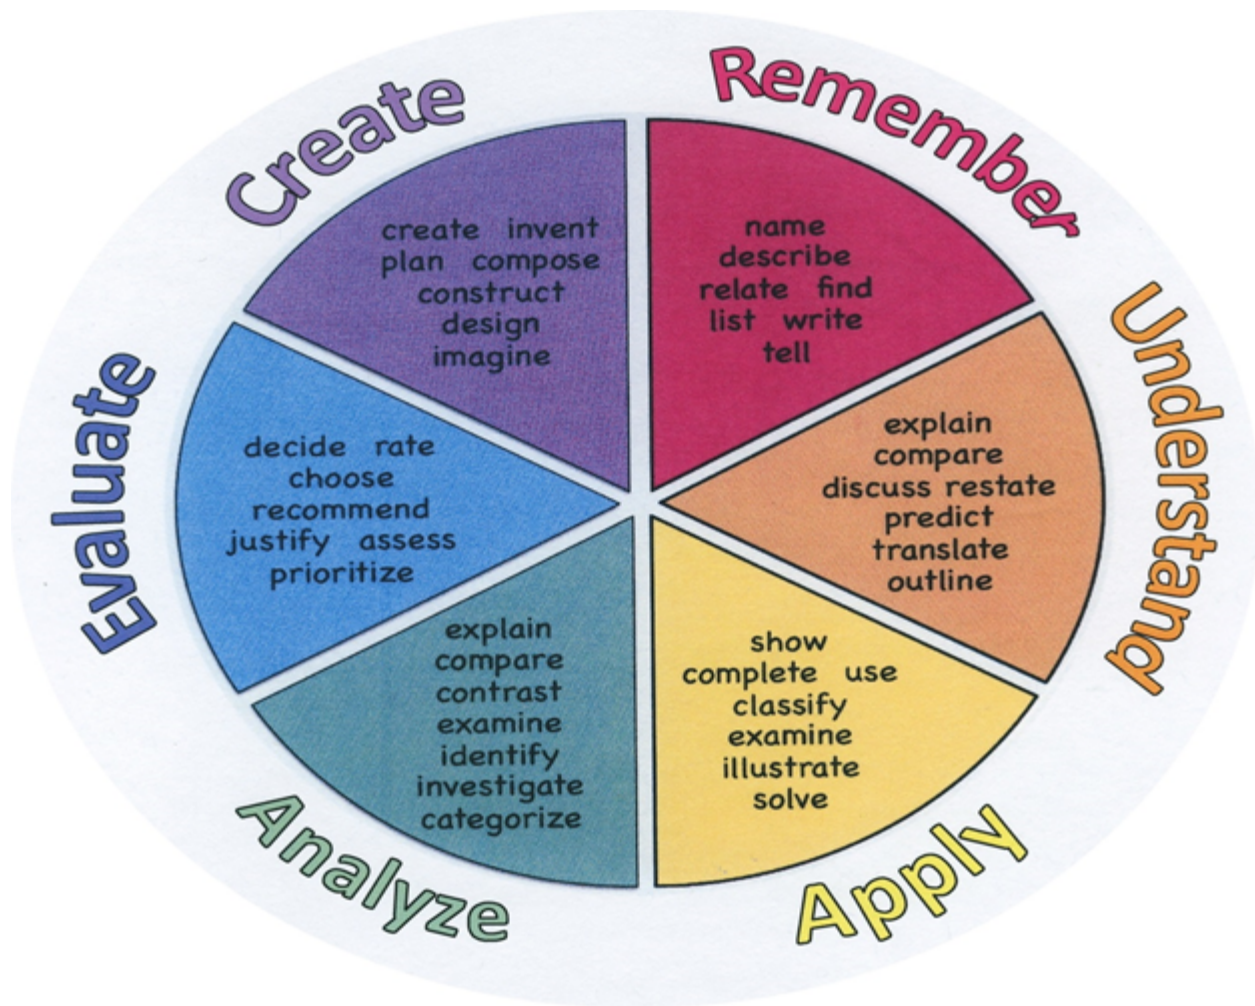 Remember
name
describe
relate find
list write
tell
Understand
explain
compare
discuss restate
predict
translate
outline
Apply
show
complete use
classify
examine
illustrate
solve
Analyze
explain
compare
contrast
examine
identify
investigate
categorize
Evaluate
decide rate
choose
recommend
justify assess
prioritize
Create
create invent
plan compose
construct
design
imagine